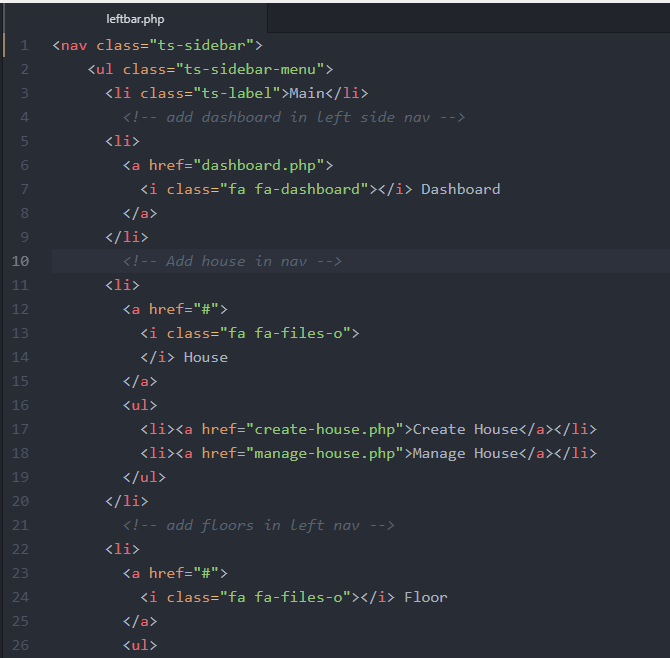 leftbar.php
1 <nav class="ts-sidebar">
2     <ul class="ts-sidebar-menu">
3       <li class="ts-label">Main</li>
4         <!-- add dashboard in left side nav -->
5       <li>
6         <a href="dashboard.php">
7           <i class="fa fa-dashboard"></i> Dashboard
8         </a>
9       </li>
10         <!-- Add house in nav -->
11       <li>
12         <a href="#">
13           <i class="fa fa-files-o">
14           </i> House
15         </a>
16         <ul>
17           <li><a href="create-house.php">Create House</a></li>
18           <li><a href="manage-house.php">Manage House</a></li>
19         </ul>
20       </li>
21         <!-- add floors in left nav -->
22       <li>
23         <a href="#">
24           <i class="fa fa-files-o"></i> Floor
25         </a>
26         <ul>